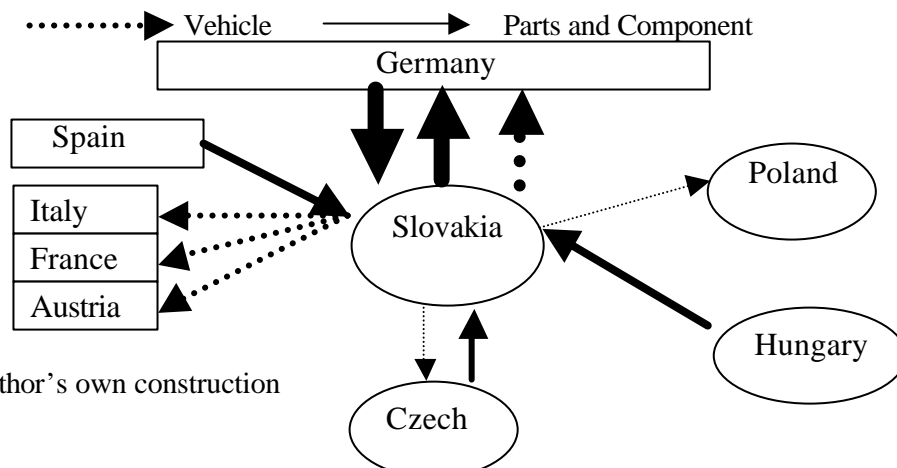 Vehicle Parts and Component
Germany
Spain
Poland
Italy
Slovakia
France
Austria
Hungary
thor’s own construction
Czech